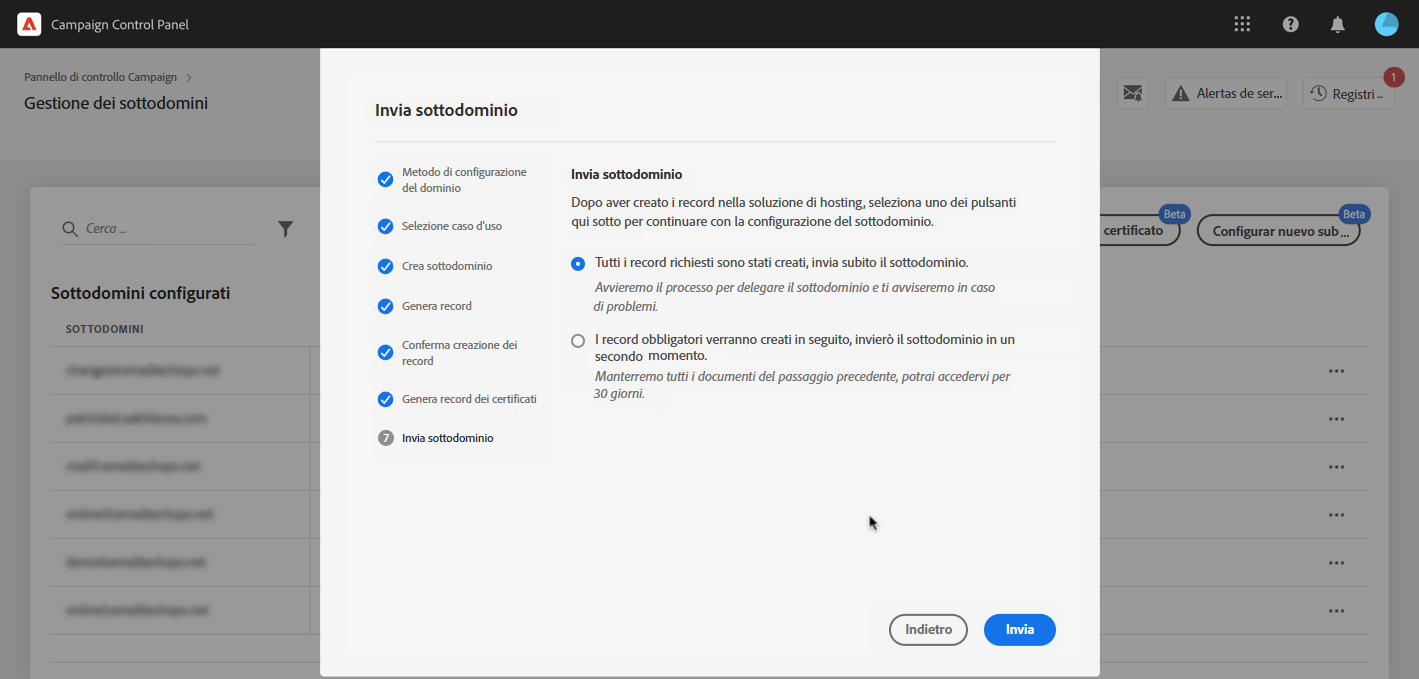 Campaign Control Panel
Pannello di controllo Campaign
Gestione dei sottodomini
Alertas de ser...
Registri ...
1
Cerca ...
certificato
Beta
Configurar nuevo sub ...
Beta
Sottodomini configurati
SOTTODOMINI
Invia sottodominio
Metodo di configurazione
del dominio
Selezione caso d'uso
Crea sottodominio
Genera record
Conferma creazione dei
record
Genera record dei certificati
7 Invia sottodominio
Invia sottodominio
Dopo aver creato i record nella soluzione di hosting, seleziona uno dei pulsanti
qui sotto per continuare con la configurazione del sottodominio.
Tutti i record richiesti sono stati creati, invia subito il sottodominio.
Avvieremo il processo per delegare il sottodominio e ti avviseremo in caso
di problemi.
I record obbligatori verranno creati in seguito, invierò il sottodominio in un
secondo momento.
Manterremo tutti i documenti del passaggio precedente, potrai accedervi per
30 giorni.
Indietro
Invia